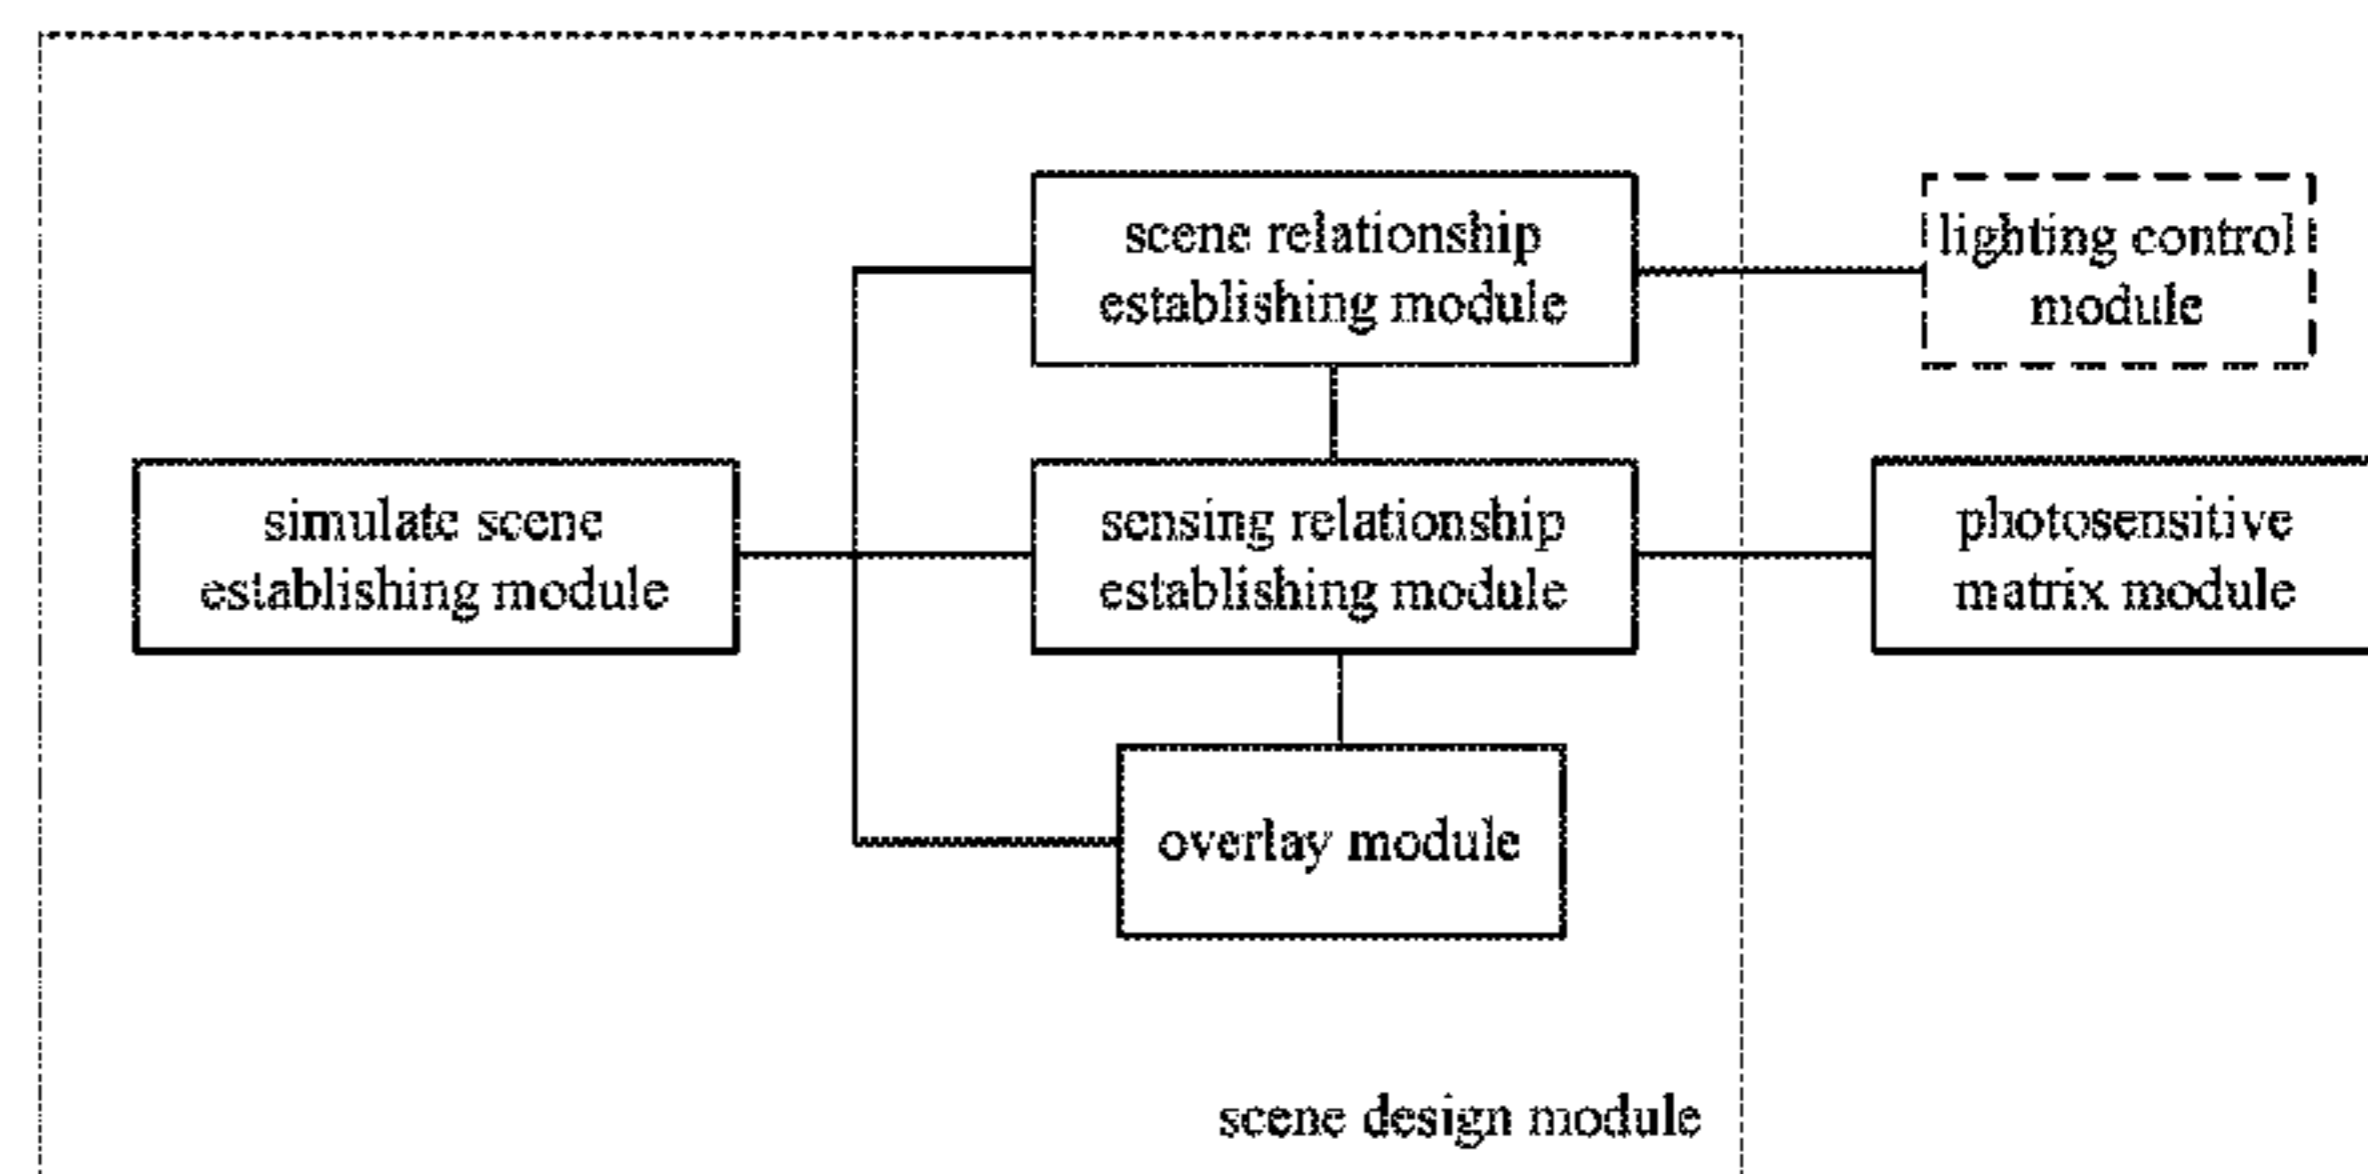 scene relationship
establishing module
lighting control
module
simulate scene
establishing module
sensing relationship
establishing module
photosensitive
matrix module
overlay module
scene design module